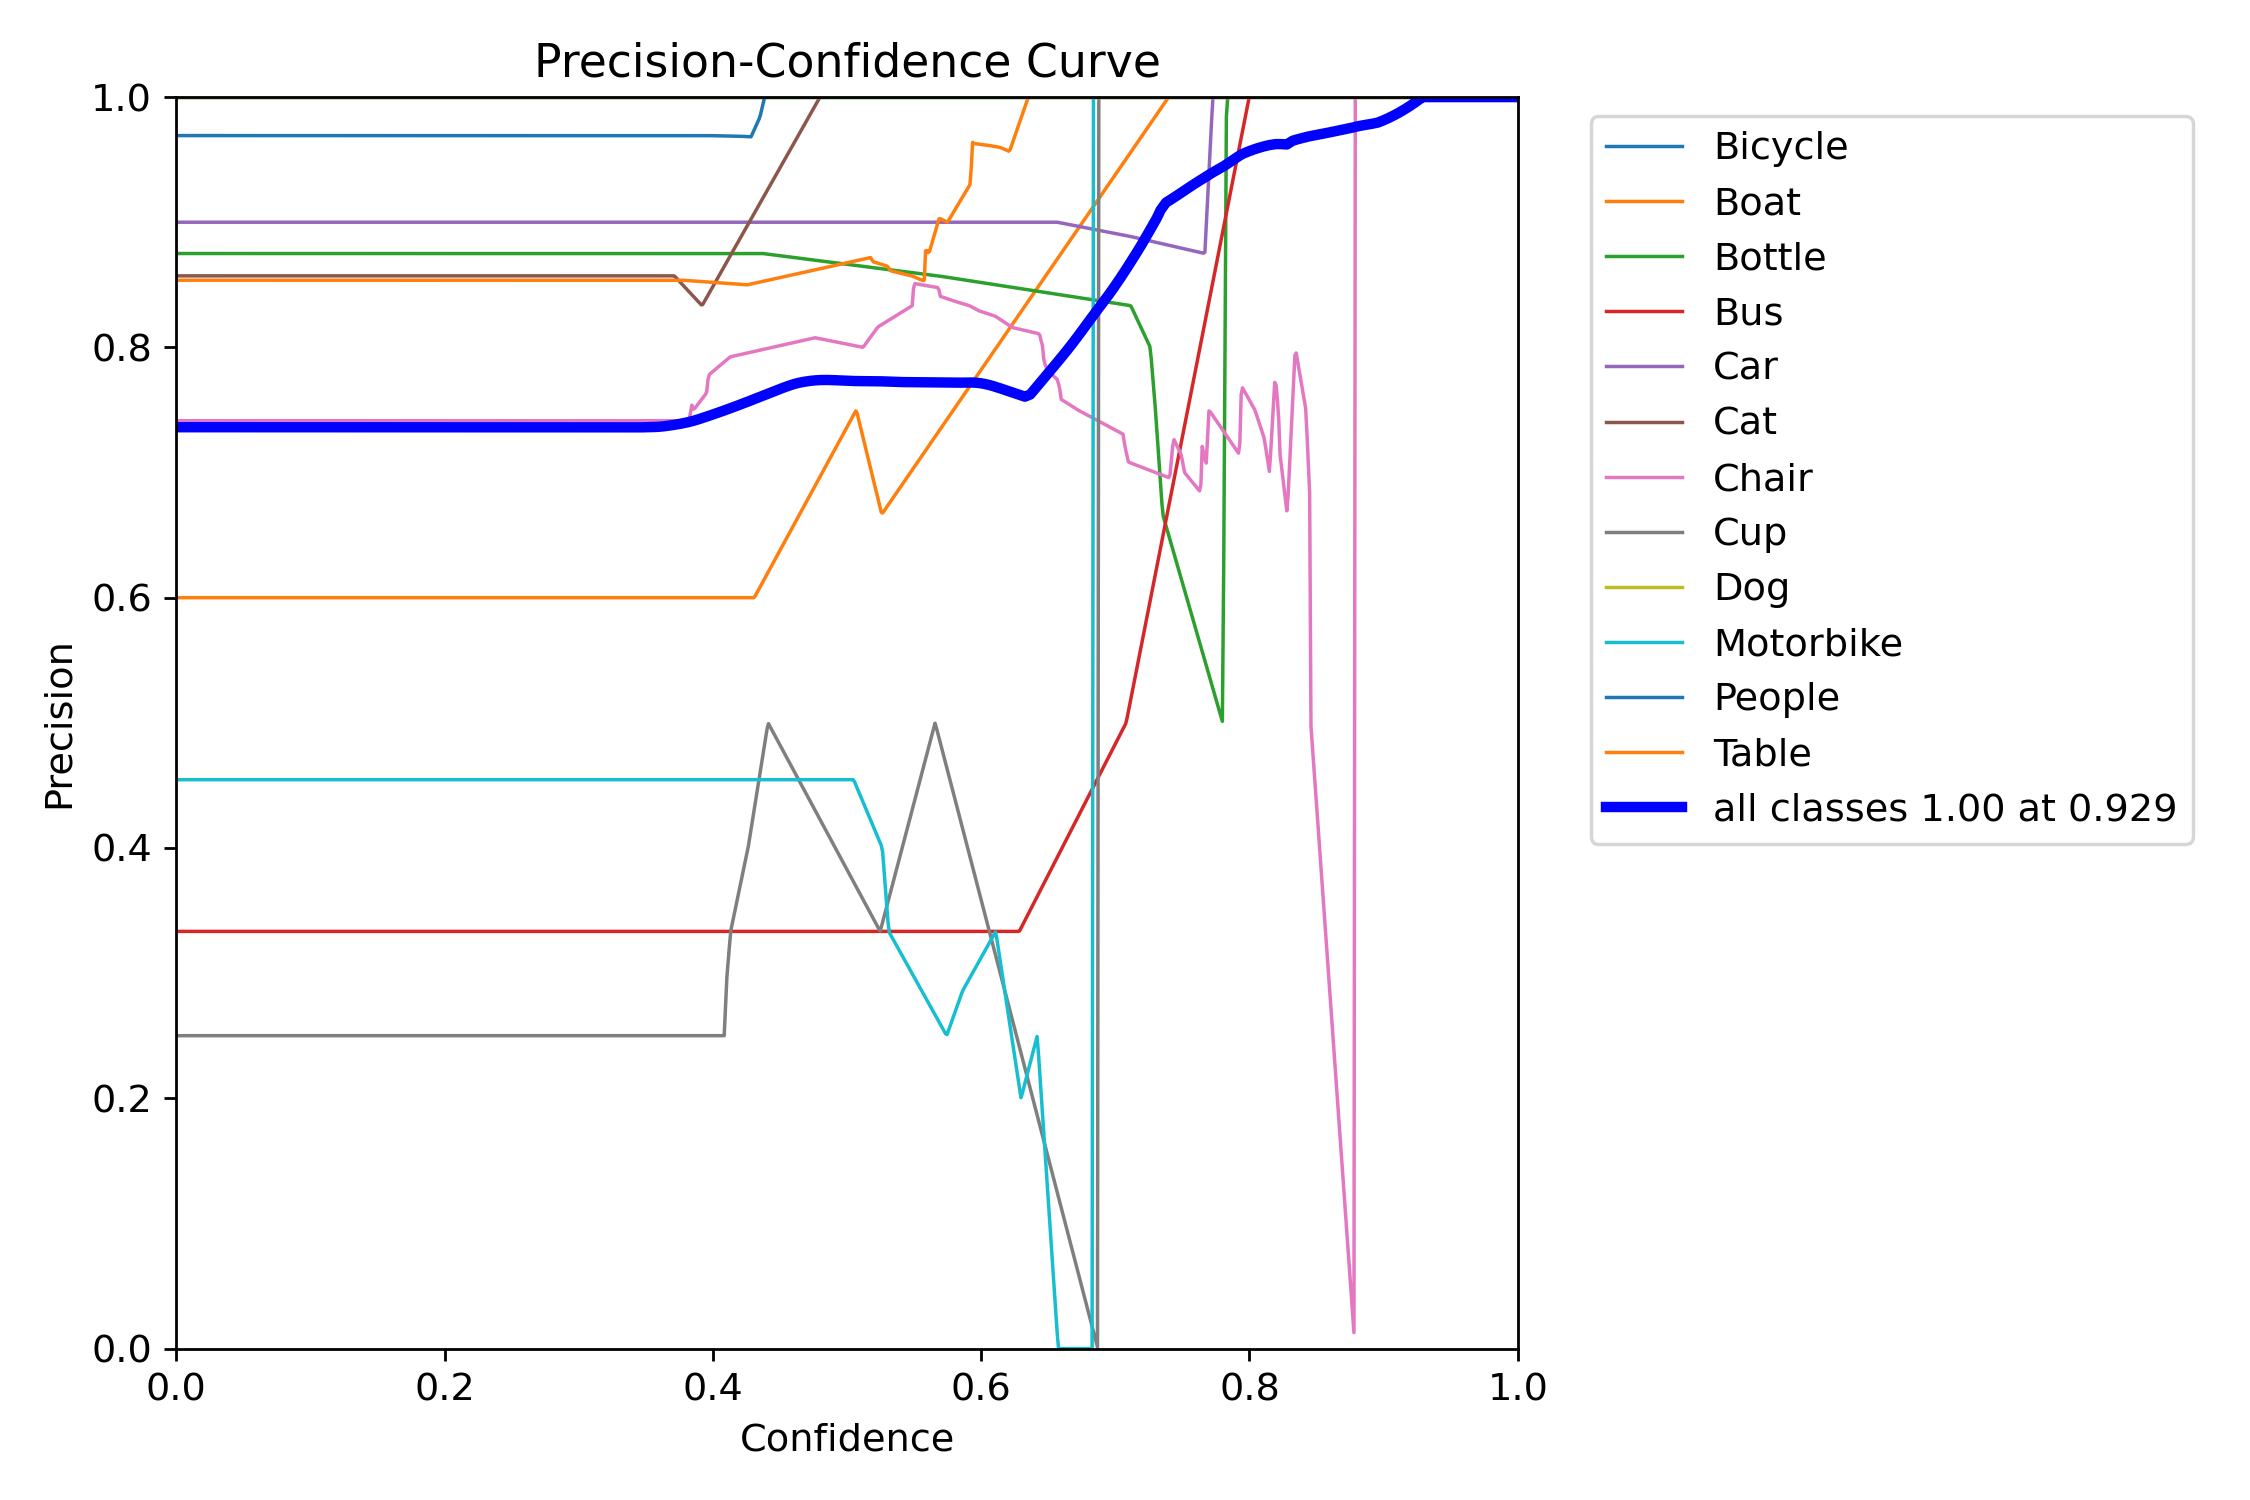 Precision-Confidence Curve
1.0
0.8
0.6
0.4
0.2
0.0
Precision
0.0 0.2 0.4 0.6 0.8 1.0
Confidence
Bicycle
Boat
Bottle
Bus
Car
Cat
Chair
Cup
Dog
Motorbike
People
Table
all classes 1.00 at 0.929